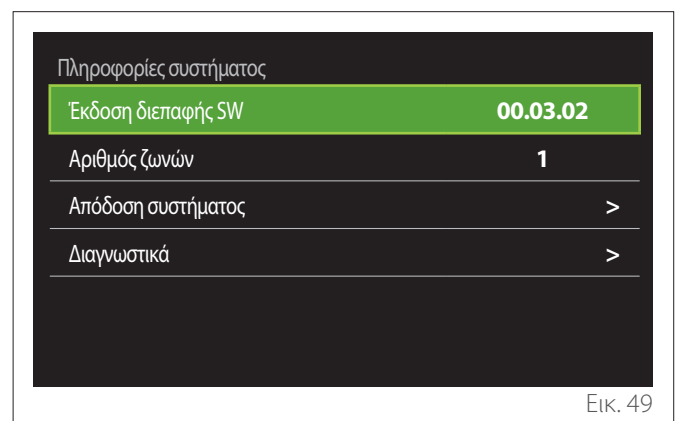 Πληροφορίες συστήματος
Έκδοση διεπαφής SW 00.03.02
Αριθμός ζωνών 1
Απόδοση συστήματος >
Διαγνωστικά >
Εικ. 49